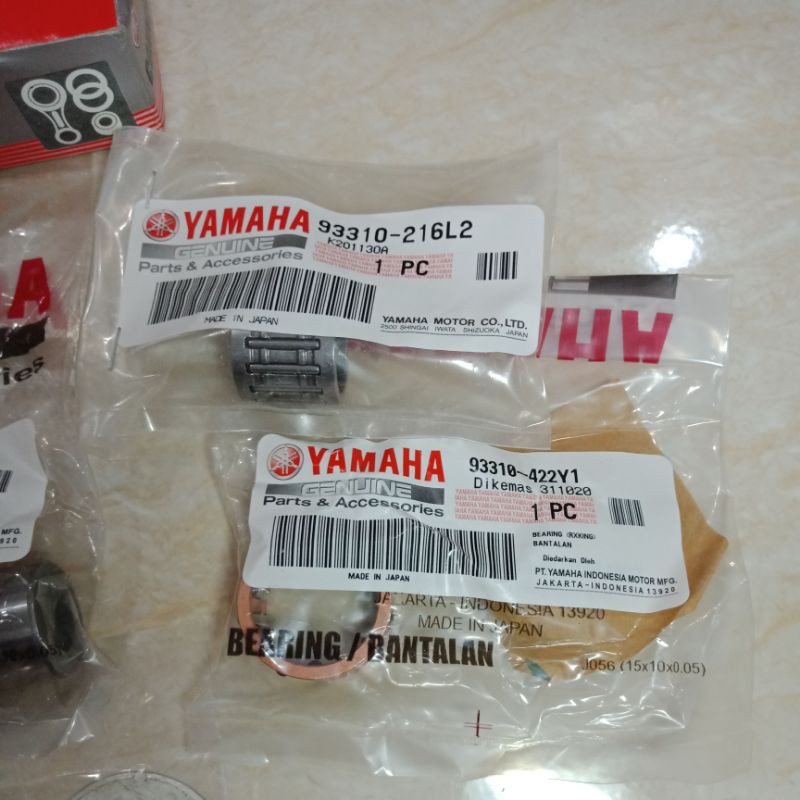 YAMAHA
93310-216L2
GENUINE
K201130A
Parts & Accessories
1 PC
MADE IN JAPAN
YAMAHA MOTOR CO.,LTD.
2500 SHINGAI IWATA SHIZUOKA JAPAN
YAMAHA
93310-422Y1
GENUINE
Dikemas 311020
Parts & Accessories
1 PC
BEARING (RXKING)
BANTALAN
Diedarkan Oleh
MADE IN JAPAN
PT. YAMAHA INDONESIA MOTOR MFG.
JAKARTA - INDONESIA 13920
JAKARTA - INDONESIA 13920
MADE IN JAPAN
BEARING / BANTALAN
J056 (15x10x0.05)
MFG.